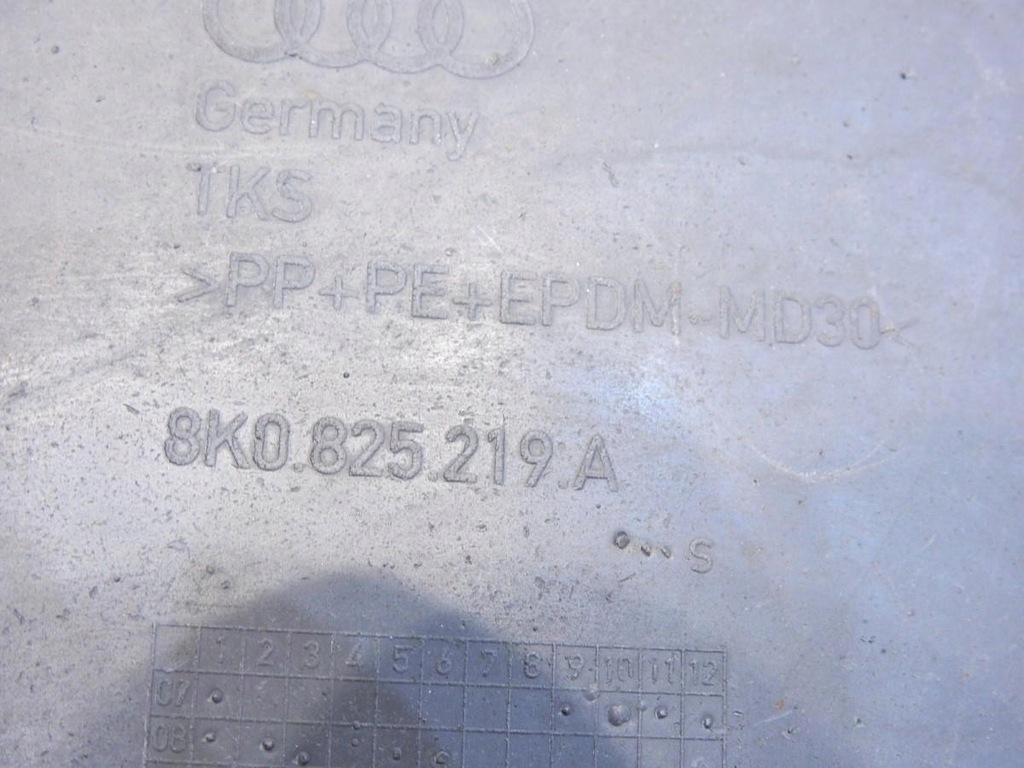 Germany
TKS
>PP+PE+EPDM-MD30<
8K0.825.219.A
S
1 2 3 4 5 6 7 8 9 10 11 12
07
08